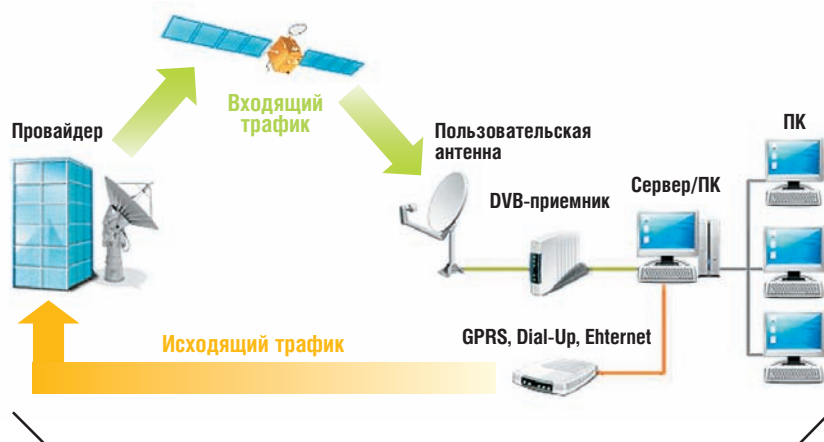 Провайдер
Входящий
трафик
Пользовательская
антенна
DVB-приемник
Сервер/ПК
ПК
Исходящий трафик
GPRS, Dial-Up, Ehternet